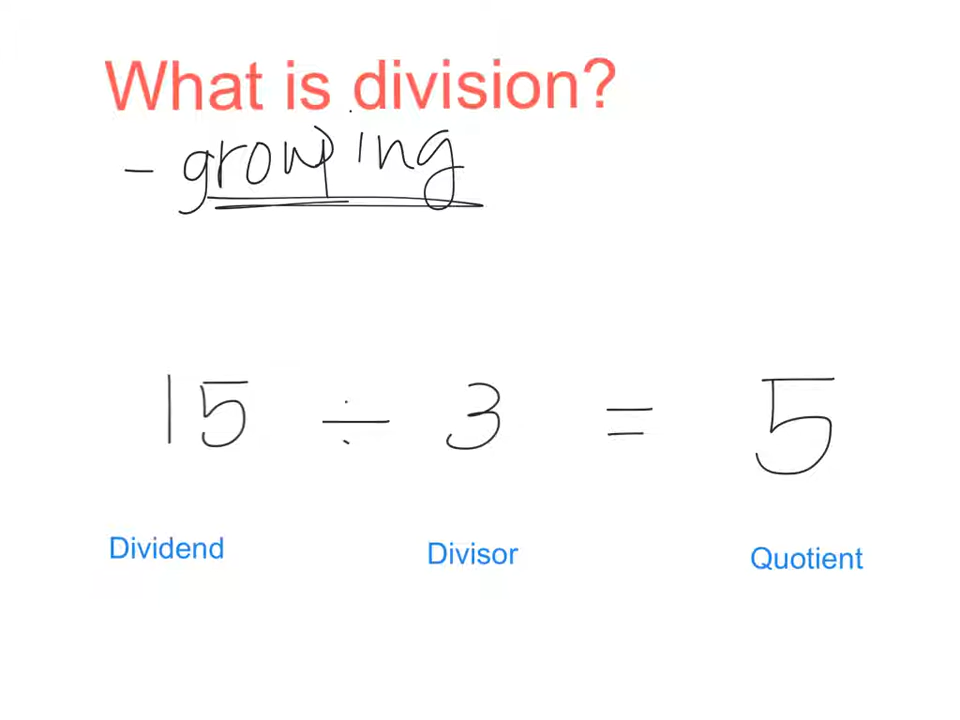 What is division?
- grouping
15 ÷ 3 = 5
Dividend Divisor Quotient